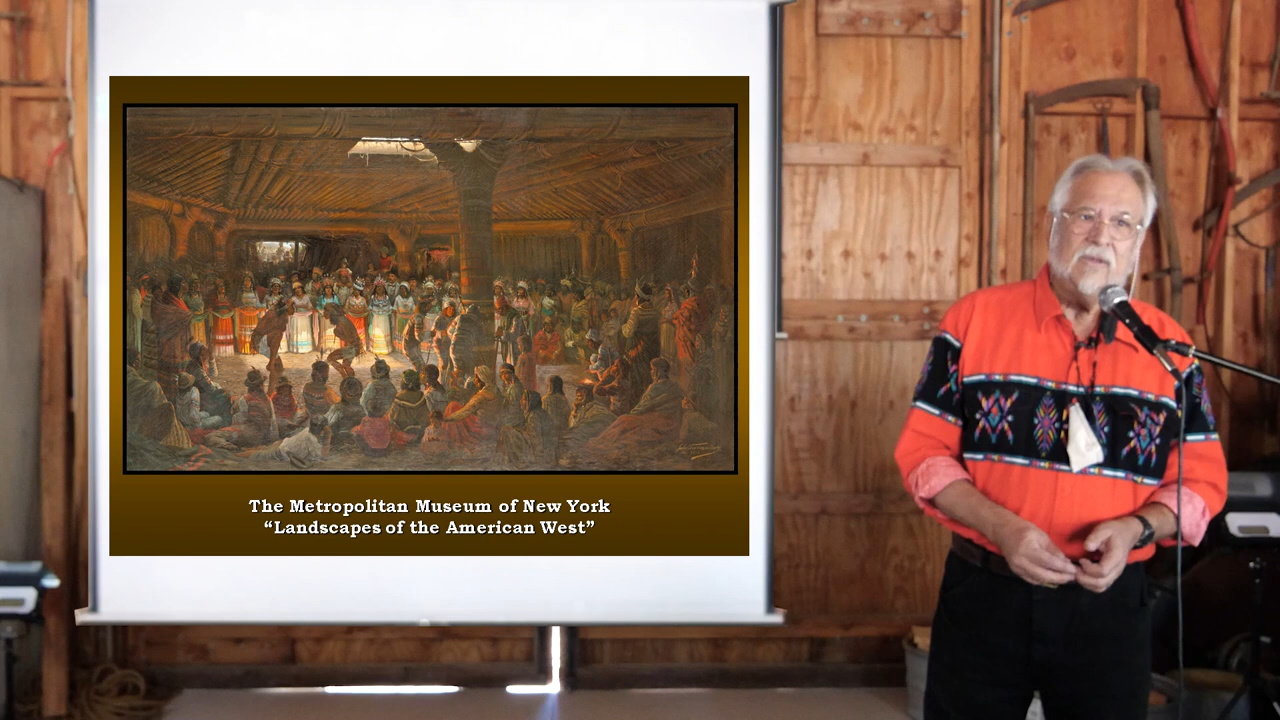 The Metropolitan Museum of New York
“Landscapes of the American West”